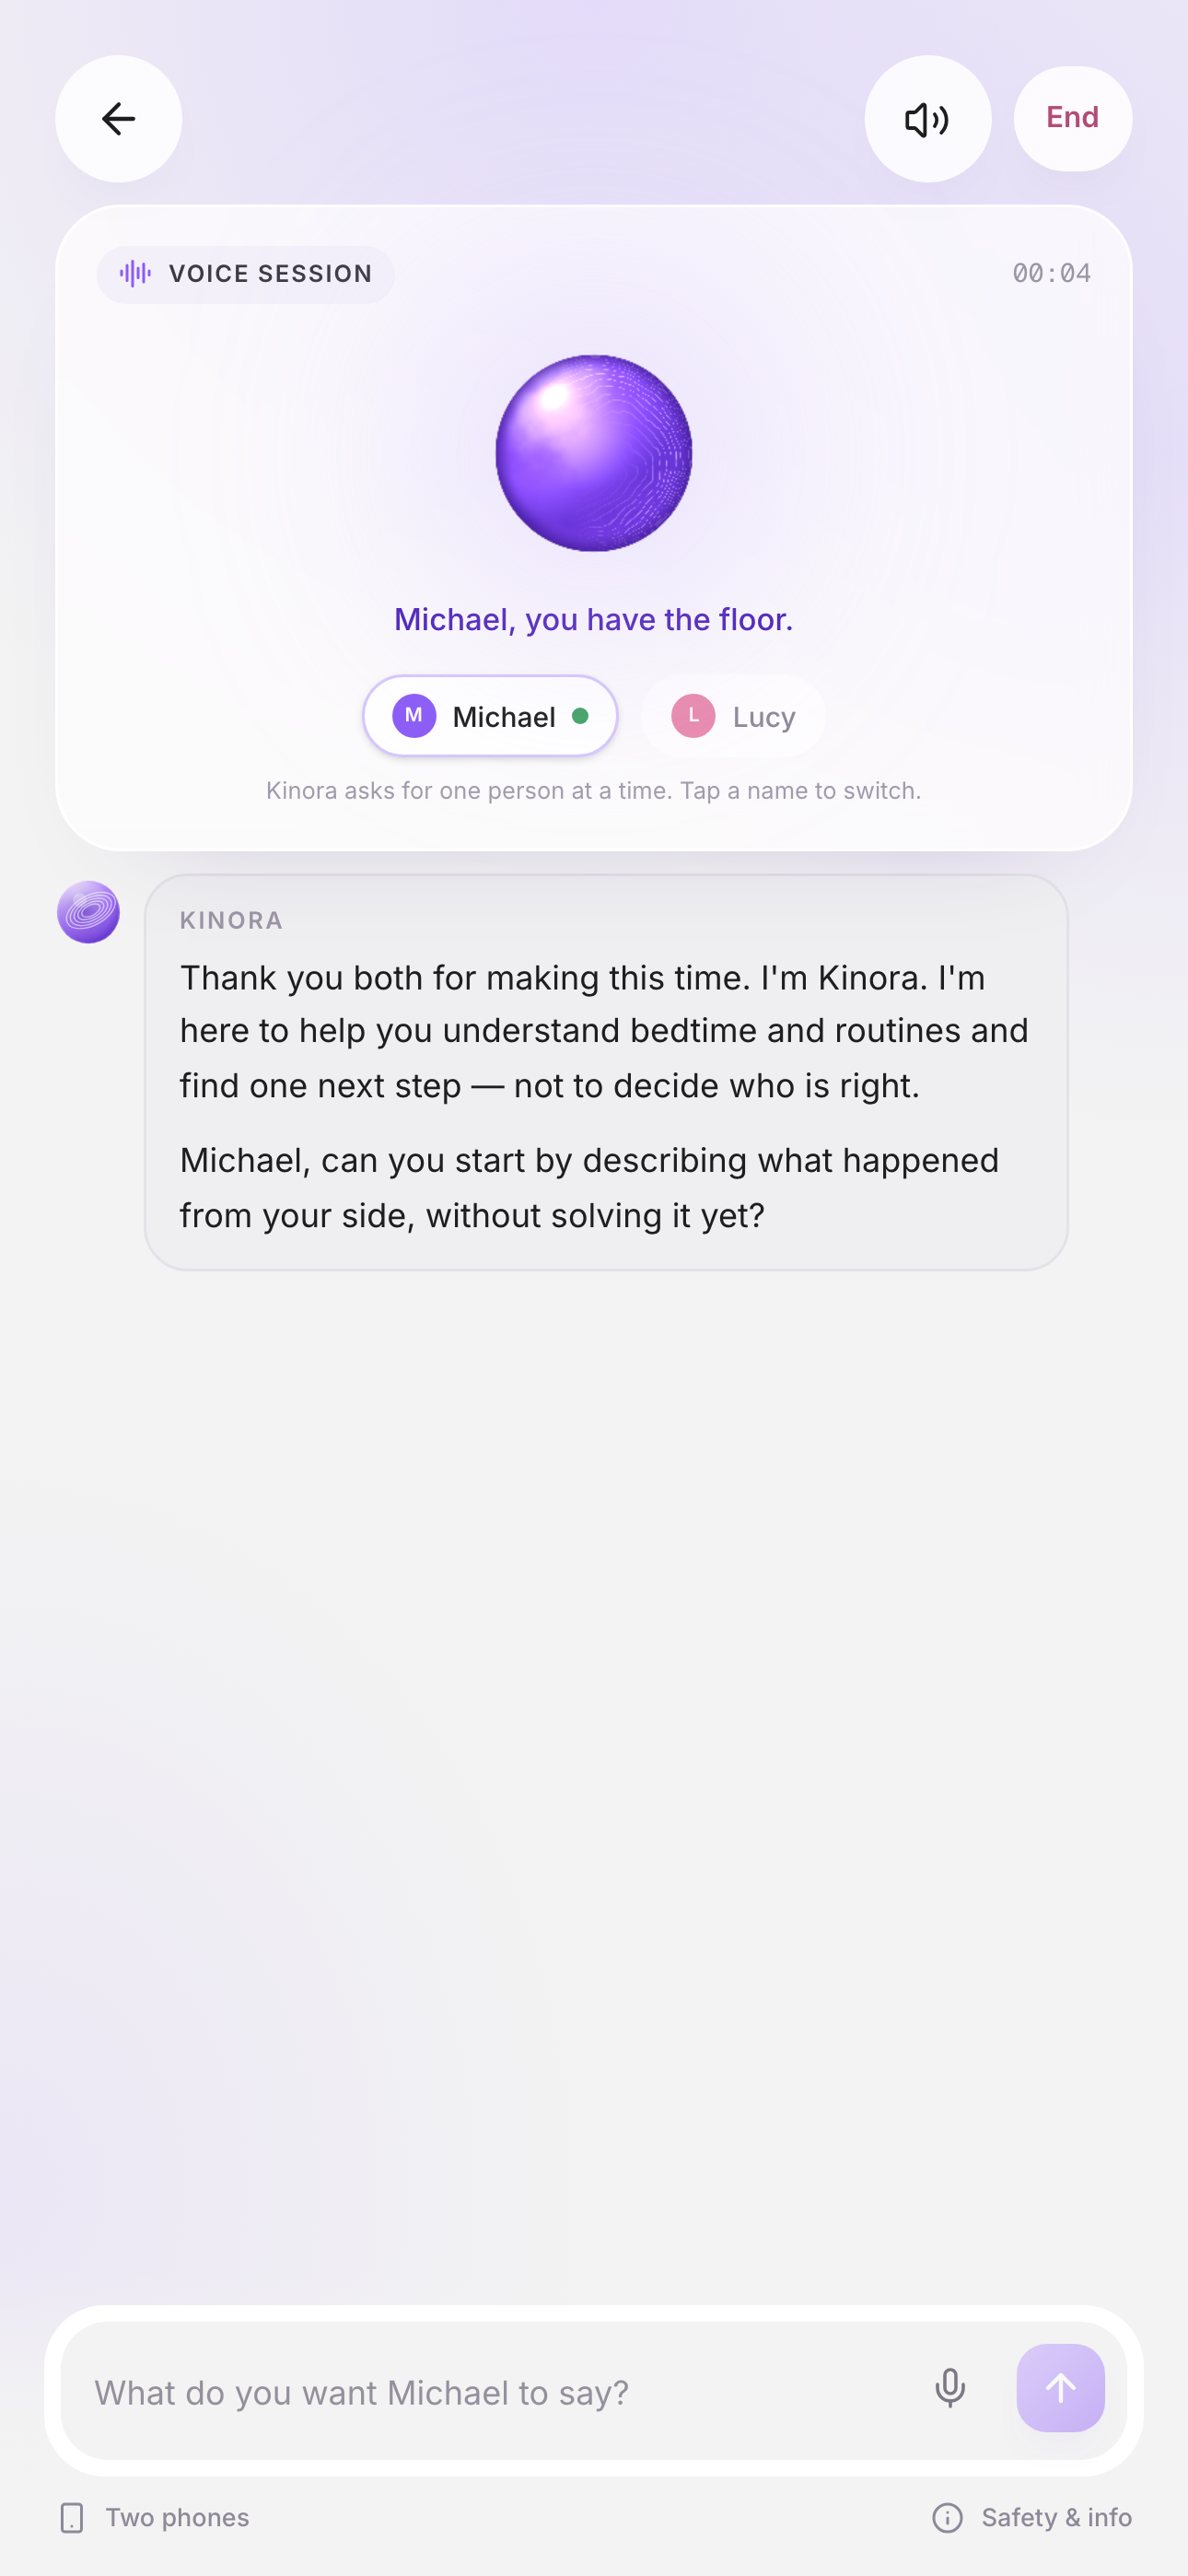 End
VOICE SESSION
00:04
Michael, you have the floor.
M Michael
L Lucy
Kinora asks for one person at a time. Tap a name to switch.
KINORA
Thank you both for making this time. I'm Kinora. I'm
here to help you understand bedtime and routines and
find one next step — not to decide who is right.
Michael, can you start by describing what happened
from your side, without solving it yet?
What do you want Michael to say?
Two phones
Safety & info